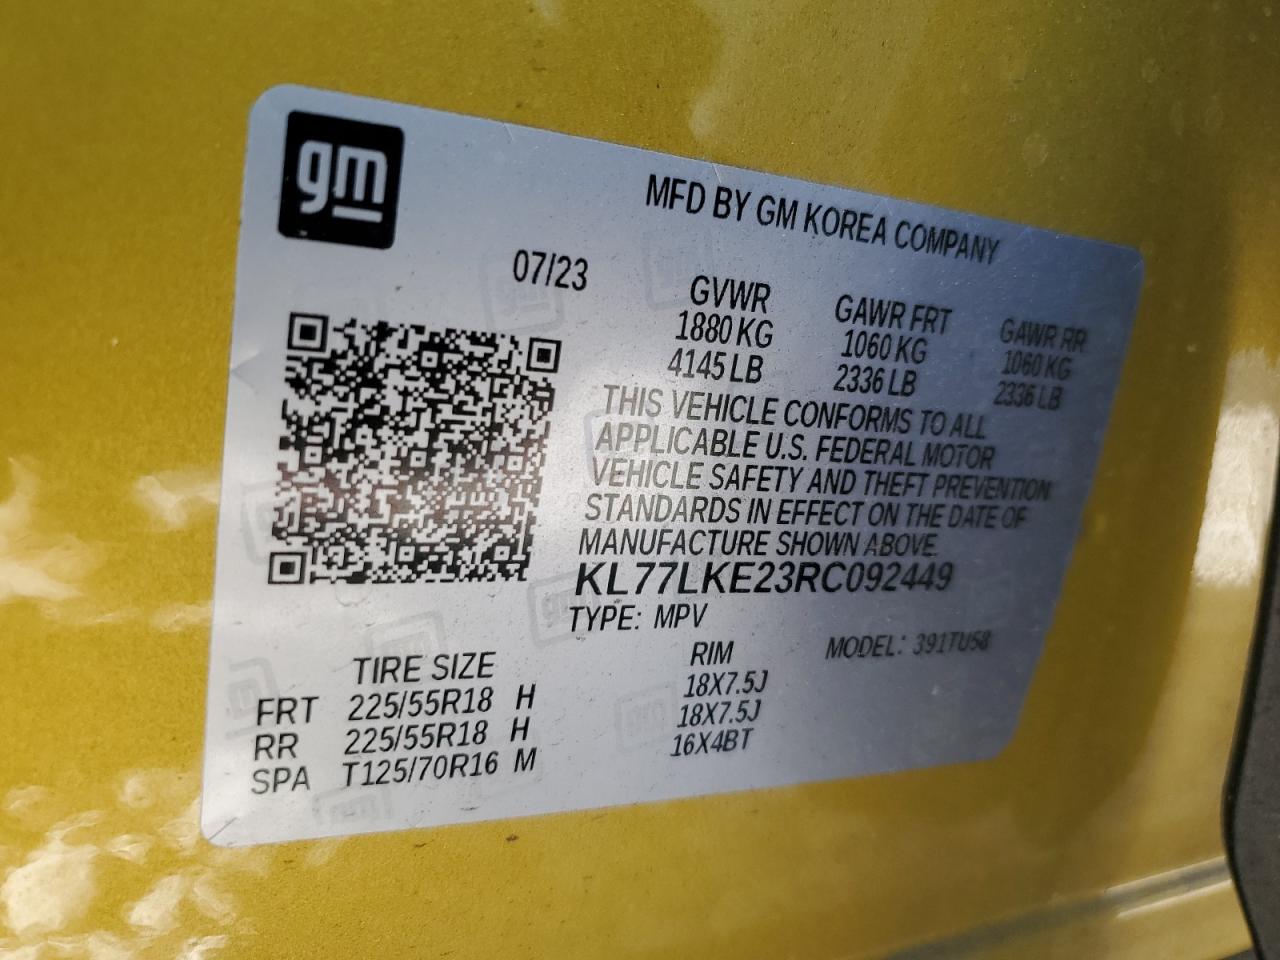 gm
MFD BY GM KOREA COMPANY
07/23
GVWR GAWR FRT GAWR RR
1880 KG 1060 KG 1060 KG
4145 LB 2336 LB 2336 LB
THIS VEHICLE CONFORMS TO ALL
APPLICABLE U.S. FEDERAL MOTOR
VEHICLE SAFETY AND THEFT PREVENTION
STANDARDS IN EFFECT ON THE DATE OF
MANUFACTURE SHOWN ABOVE.
KL77LKE23RC092449
TYPE: MPV
MODEL: 391TU58
TIRE SIZE RIM
FRT 225/55R18 H 18X7.5J
RR 225/55R18 H 18X7.5J
SPA T125/70R16 M 16X4BT